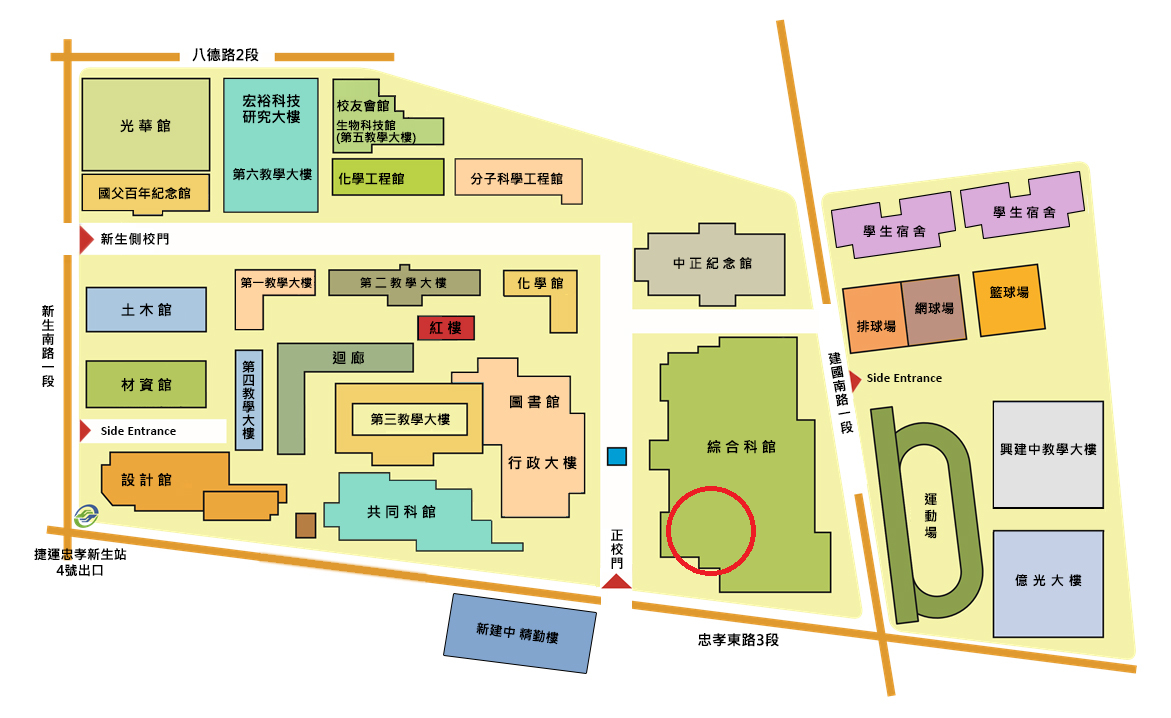 八德路2段
光華館
宏裕科技
研究大樓
第六教學大樓
校友會館
生物科技館
(第五教學大樓)
化學工程館
分子科學工程館
國父百年紀念館
新生側校門
中正紀念館
學生宿舍
學生宿舍
排球場
網球場
籃球場
土木館
第一教學大樓
第二教學大樓
化學館
紅樓
迴廊
新生南路一段
材資館
第四教學大樓
第三教學大樓
圖書館
行政大樓
綜合科館
建國南路一段
Side Entrance
Side Entrance
設計館
共同科館
正校門
運動場
興建中教學大樓
億光大樓
捷運忠孝新生站
4號出口
新建中 精勤樓
忠孝東路3段